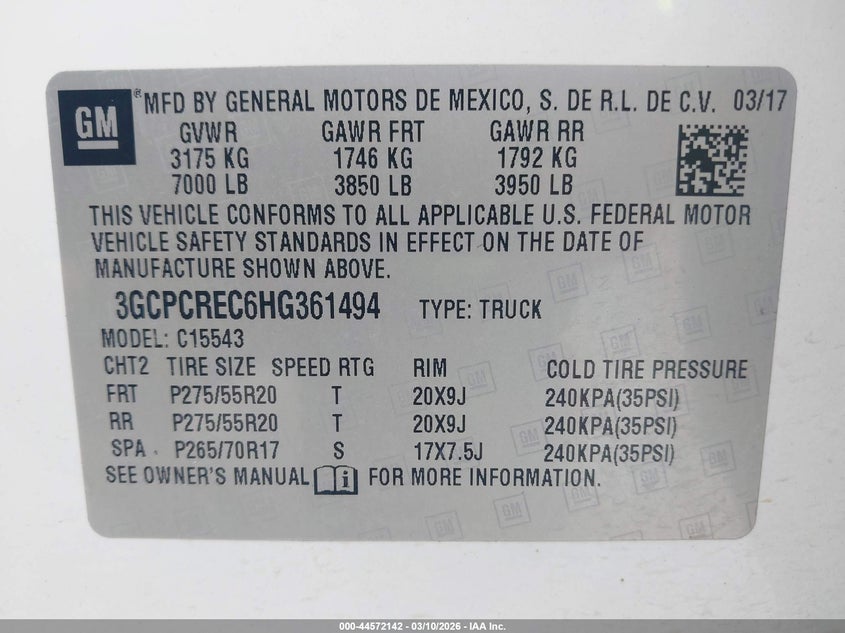 GM ® MFD BY GENERAL MOTORS DE MEXICO, S. DE R.L. DE C.V. 03/17
GVWR GAWR FRT GAWR RR
3175 KG 1746 KG 1792 KG
7000 LB 3850 LB 3950 LB
THIS VEHICLE CONFORMS TO ALL APPLICABLE U.S. FEDERAL MOTOR
VEHICLE SAFETY STANDARDS IN EFFECT ON THE DATE OF
MANUFACTURE SHOWN ABOVE.
3GCPCREC6HG361494 TYPE: TRUCK
MODEL: C15543
CHT2 TIRE SIZE SPEED RTG RIM COLD TIRE PRESSURE
FRT P275/55R20 T 20X9J 240KPA(35PSI)
RR P275/55R20 T 20X9J 240KPA(35PSI)
SPA P265/70R17 S 17X7.5J 240KPA(35PSI)
SEE OWNER'S MANUAL i FOR MORE INFORMATION.
000-44572142 - 03/10/2026 - IAA Inc.